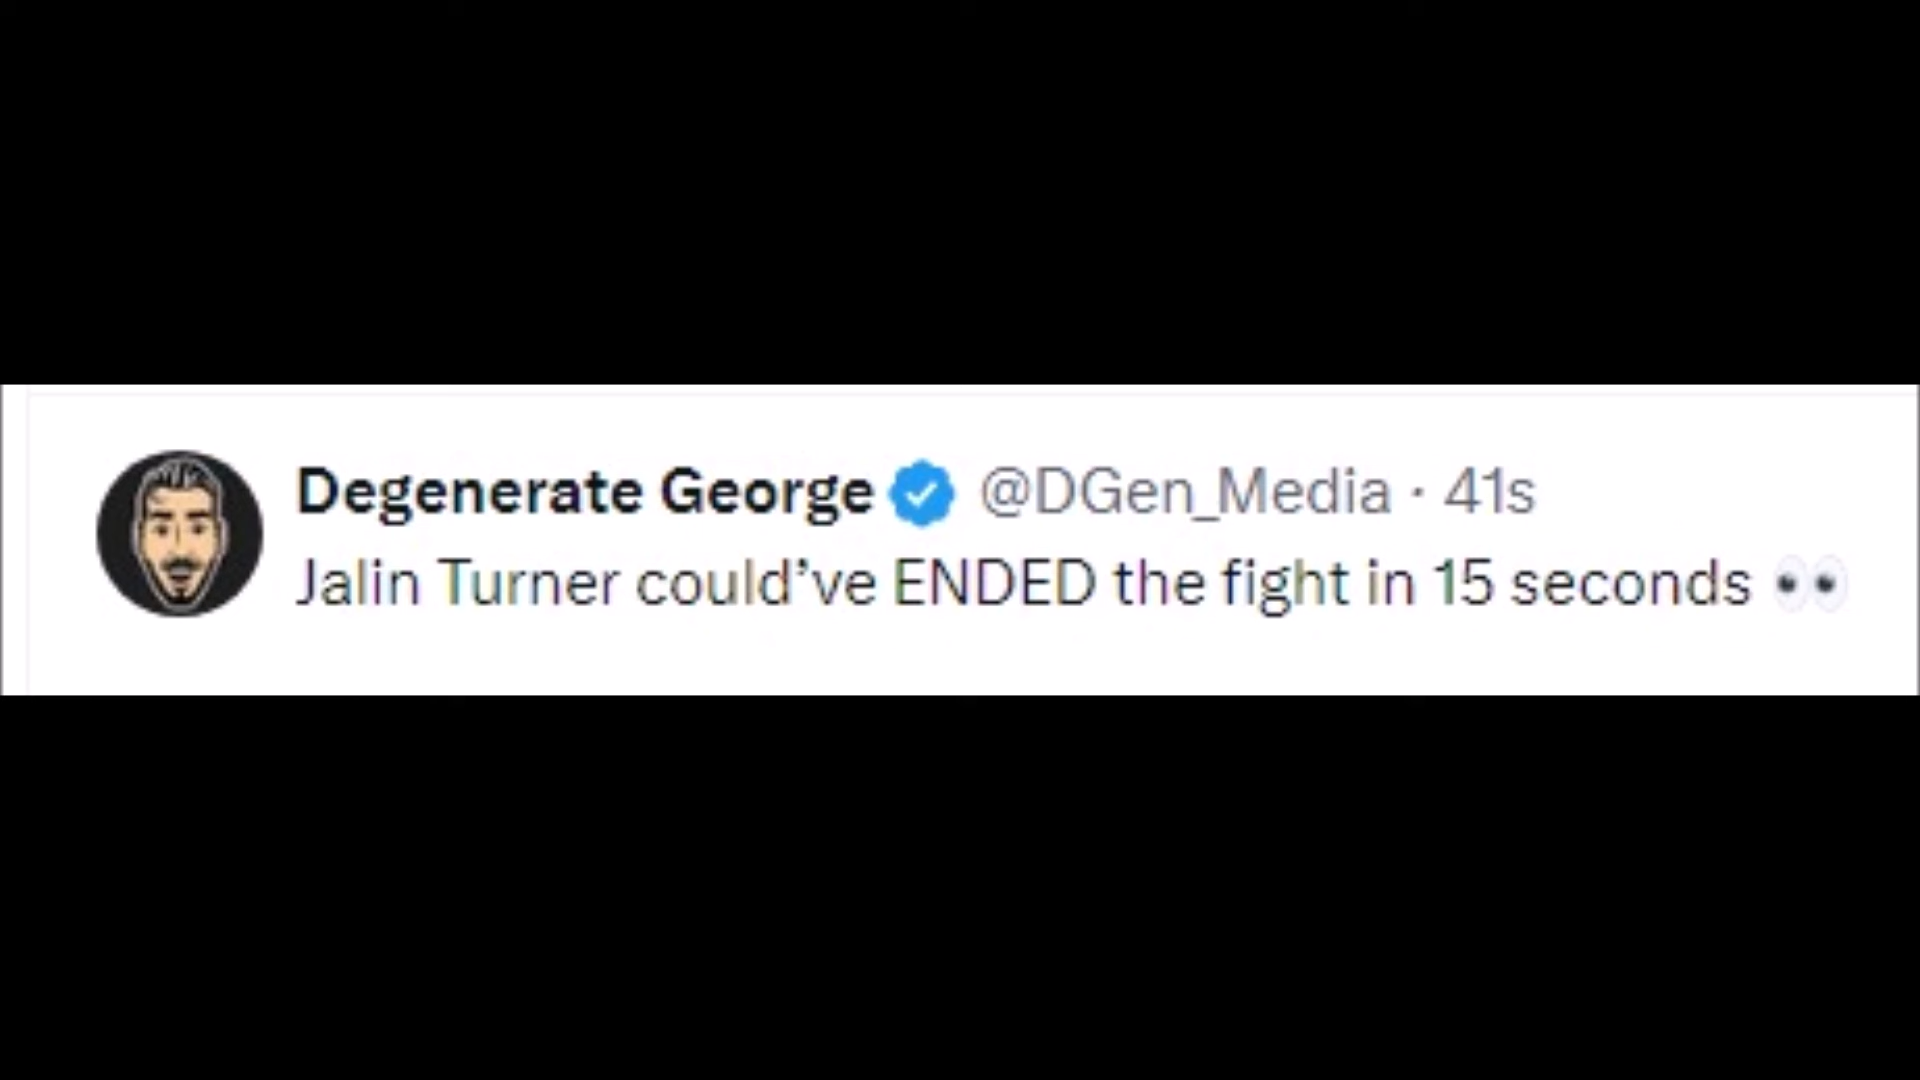 Degenerate George @DGen_Media · 41s
Jalin Turner could’ve ENDED the fight in 15 seconds 👀